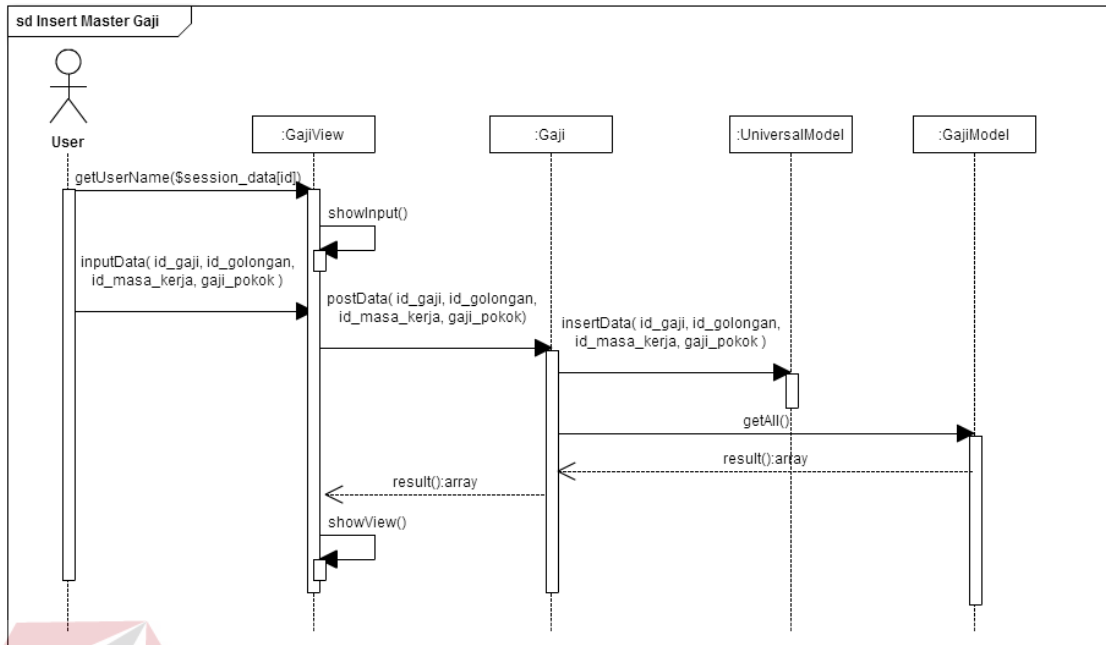 sd Insert Master Gaji
User
:GajiView
:Gaji
:UniversalModel
:GajiModel
getUserName($session_data[id])
showInput()
inputData( id_gaji, id_golongan,
id_masa_kerja, gaji_pokok )
postData( id_gaji, id_golongan,
id_masa_kerja, gaji_pokok)
insertData( id_gaji, id_golongan,
id_masa_kerja, gaji_pokok )
getAll()
result():array
result():array
showView()